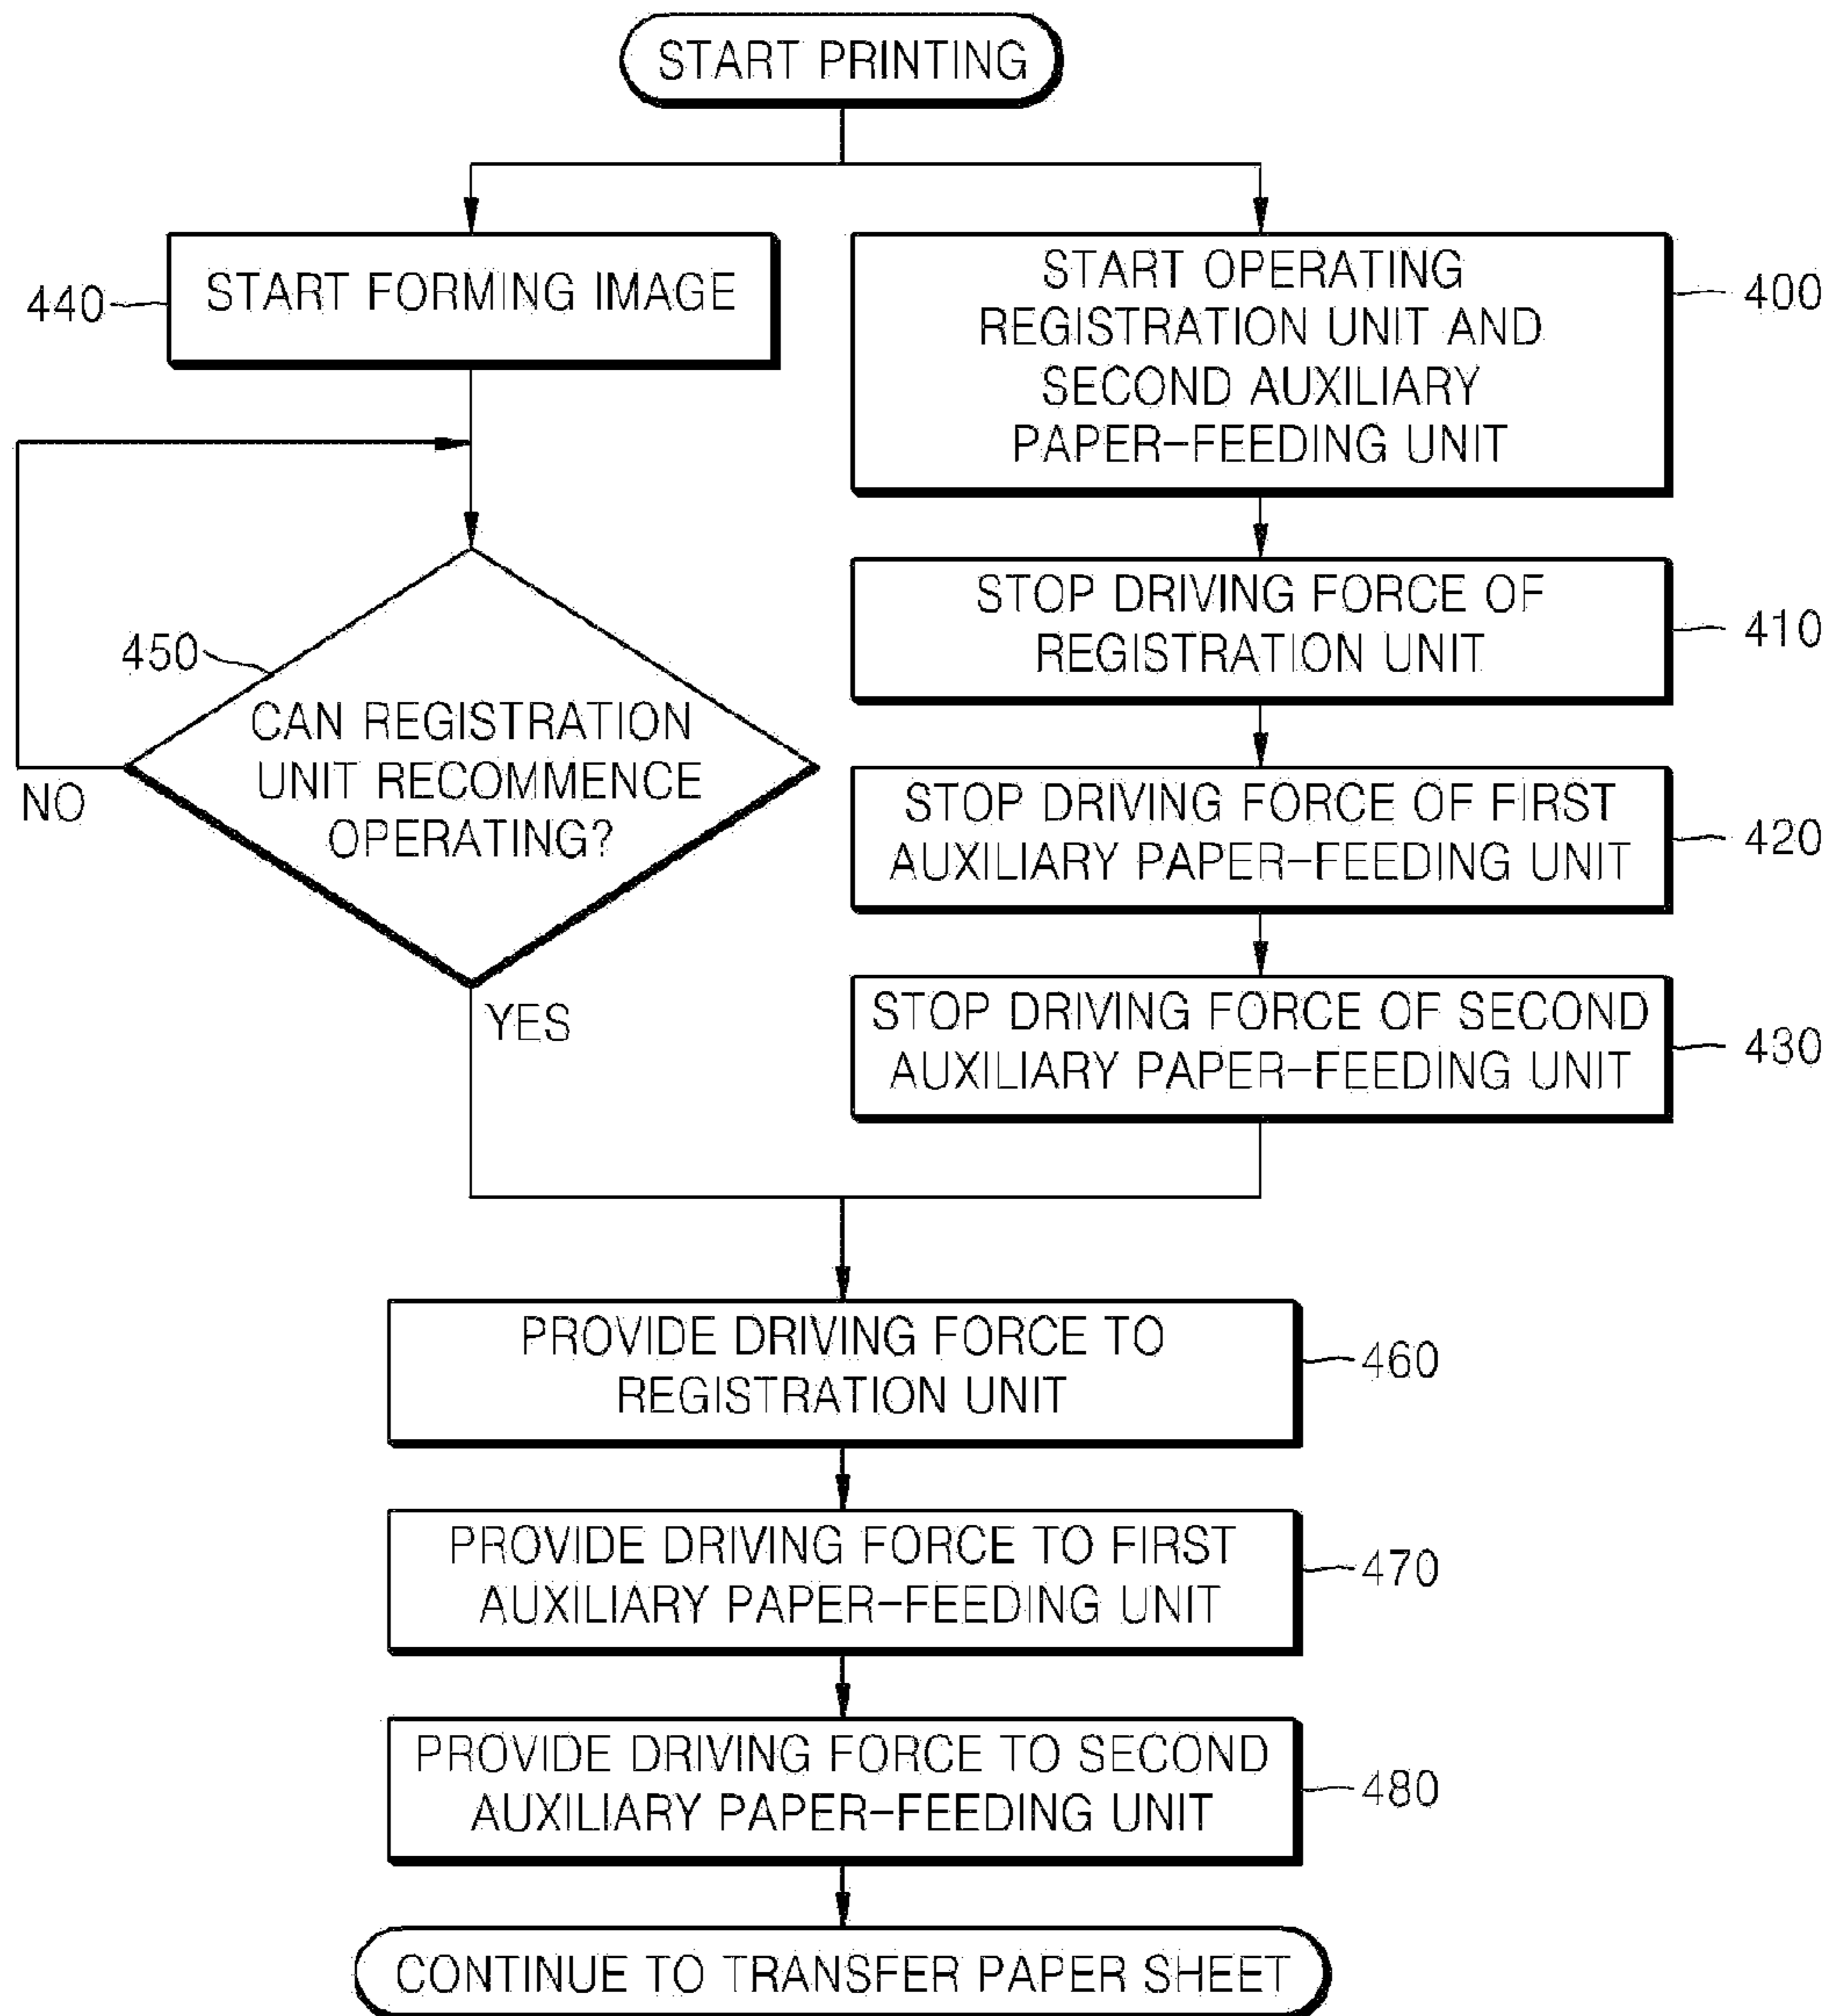 START PRINTING
440
START FORMING IMAGE
START OPERATING
REGISTRATION UNIT AND
SECOND AUXILIARY
PAPER-FEEDING UNIT
400
STOP DRIVING FORCE OF
REGISTRATION UNIT
410
450
CAN REGISTRATION
UNIT RECOMMENCE
OPERATING?
NO
YES
STOP DRIVING FORCE OF FIRST
AUXILIARY PAPER-FEEDING UNIT
420
STOP DRIVING FORCE OF SECOND
AUXILIARY PAPER-FEEDING UNIT
430
PROVIDE DRIVING FORCE TO
REGISTRATION UNIT
460
PROVIDE DRIVING FORCE TO FIRST
AUXILIARY PAPER-FEEDING UNIT
470
PROVIDE DRIVING FORCE TO SECOND
AUXILIARY PAPER-FEEDING UNIT
480
CONTINUE TO TRANSFER PAPER SHEET